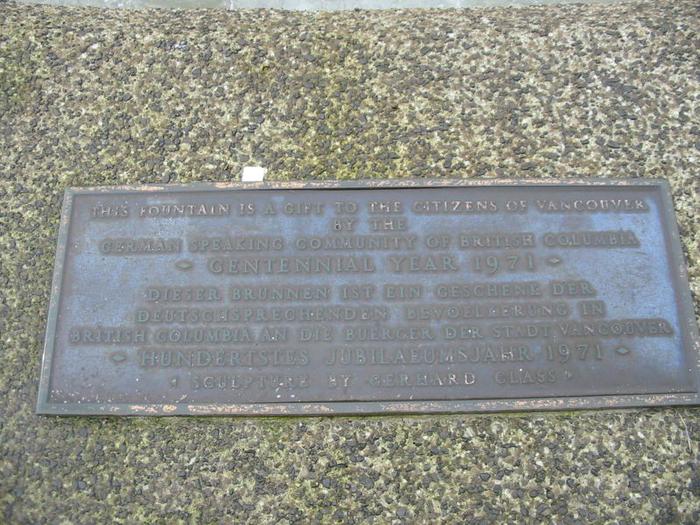 THIS FOUNTAIN IS A GIFT TO THE CITIZENS OF VANCOUVER
BY THE
GERMAN SPEAKING COMMUNITY OF BRITISH COLUMBIA
CENTENNIAL YEAR 1971
DIESER BRUNNEN IST EIN GESCHENK DER
DEUTSCHSPRECHENDEN BEVOELKERUNG IN
BRITISH COLUMBIA AN DIE BUERGER DER STADT VANCOUVER
HUNDERTSTES JUBILAEUMSJAHR 1971
SCULPTURE BY GERHARD CLASS